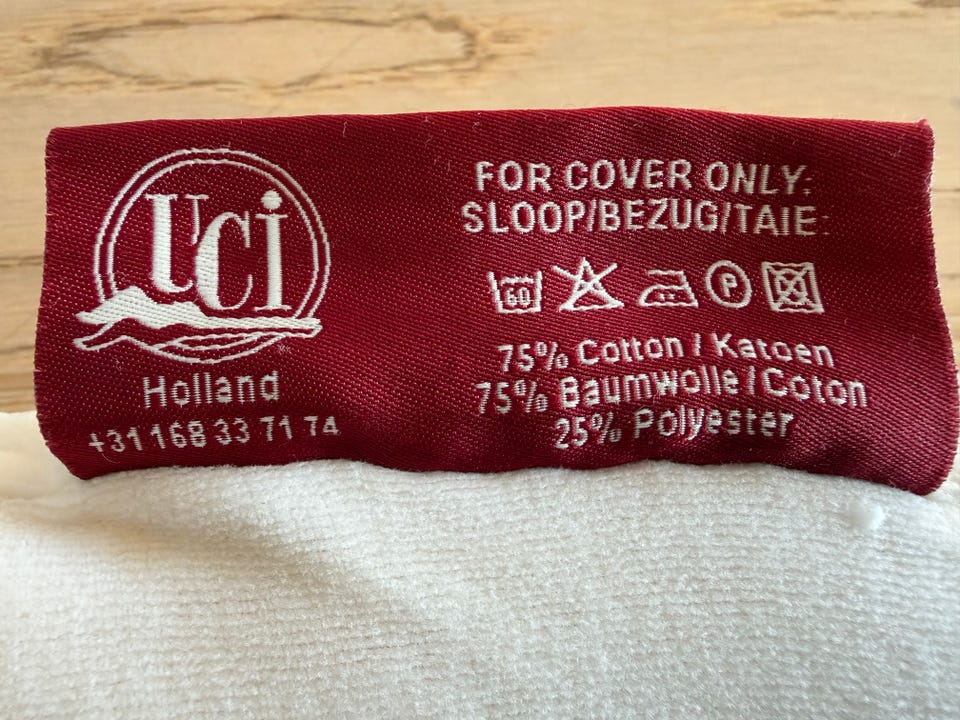 UCi
Holland
+31 168 33 71 74
FOR COVER ONLY:
SLOOP/BEZUG/TAIE:
60 P
75% Cotton / Katoen
75% Baumwolle / Coton
25% Polyester